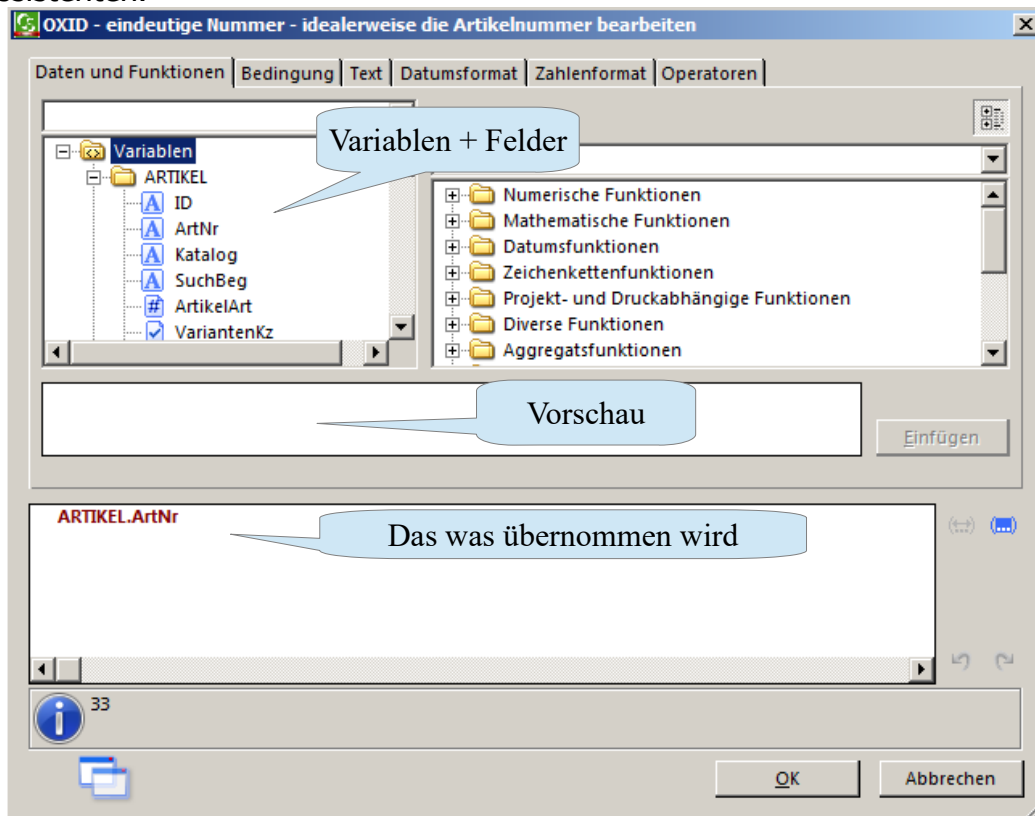 OXID - eindeutige Nummer - idealerweise die Artikelnummer bearbeiten
Daten und Funktionen Bedingung Text Datumsformat Zahlenformat Operatoren
Variablen + Felder
Variablen
ARTIKEL
ID
ArtNr
Katalog
SuchBeg
ArtikelArt
VariantenKz
Numerische Funktionen
Mathematische Funktionen
Datumsfunktionen
Zeichenkettenfunktionen
Projekt- und Druckabhängige Funktionen
Diverse Funktionen
Aggregatsfunktionen
Vorschau
Einfügen
ARTIKEL.ArtNr
Das was übernommen wird
33
OK Abbrechen